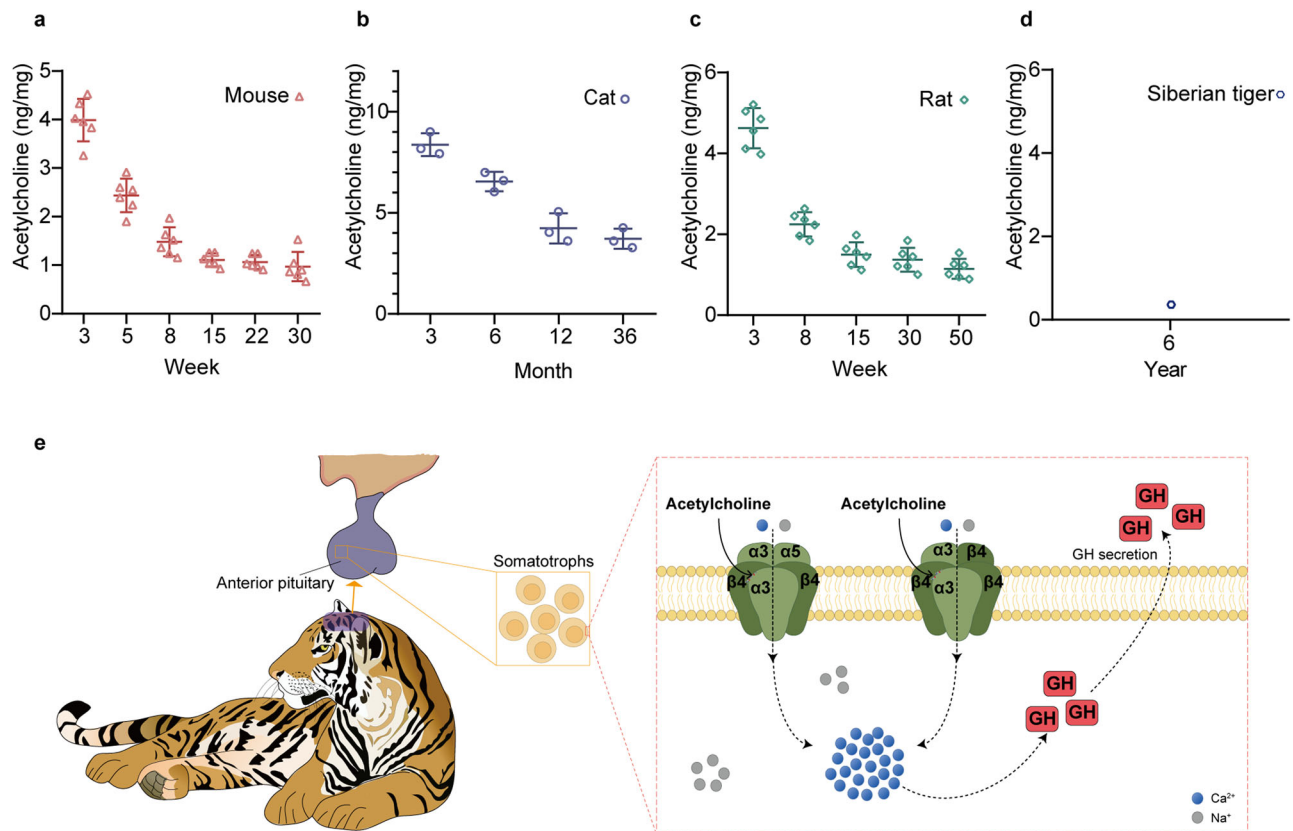 a
Acetylcholine (ng/mg)
5
4
3
2
1
0
Mouse
3 5 8 15 22 30
Week
b
Acetylcholine (ng/mg)
10
5
0
Cat
3 6 12 36
Month
c
Acetylcholine (ng/mg)
6
4
2
0
Rat
3 8 15 30 50
Week
d
Acetylcholine (ng/mg)
6
4
2
0
Siberian tiger
6
Year
e
Anterior pituitary
Somatotrophs
Acetylcholine
α3 α5
β4 α3 β4
Acetylcholine
α3 β4
β4 α3 β4
GH
GH GH
GH
GH secretion
GH
GH GH
Ca²⁺
Na⁺